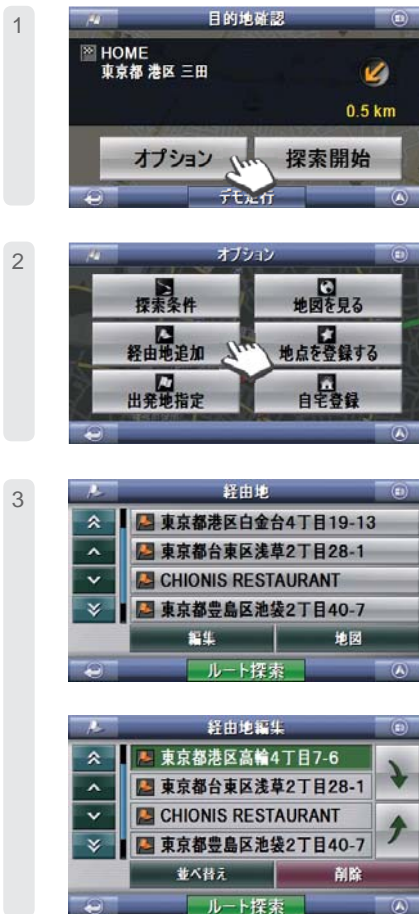 1
目的地確認
HOME
東京都 港区 三田
0.5 km
オプション 探索開始
デモ走行
2
オプション
探索条件 地図を見る
経由地追加 地点を登録する
出発地指定 自宅登録
3
経由地
東京都港区白金台4丁目19-13
東京都台東区浅草2丁目28-1
CHIONIS RESTAURANT
東京都豊島区池袋2丁目40-7
編集 地図
ルート探索
経由地編集
東京都港区高輪4丁目7-6
東京都台東区浅草2丁目28-1
CHIONIS RESTAURANT
東京都豊島区池袋2丁目40-7
並べ替え 削除
ルート探索